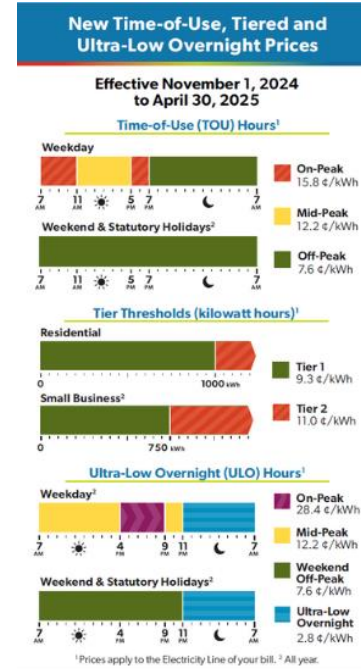 New Time-of-Use, Tiered and
Ultra-Low Overnight Prices
Effective November 1, 2024
to April 30, 2025
Time-of-Use (TOU) Hours¹
Weekday
On-Peak
15.8 ¢/kWh
Mid-Peak
12.2 ¢/kWh
Off-Peak
7.6 ¢/kWh
7 AM 11 AM 5 PM 7 PM 7 AM
Weekend & Statutory Holidays²
7 AM 11 AM 5 PM 7 PM 7 AM
Tier Thresholds (kilowatt hours)¹
Residential
0 1000 kWh
Tier 1
9.3 ¢/kWh
Small Business²
Tier 2
11.0 ¢/kWh
0 750 kWh
Ultra-Low Overnight (ULO) Hours¹
Weekday²
On-Peak
28.4 ¢/kWh
Mid-Peak
12.2 ¢/kWh
7 AM 4 PM 9 PM 11 PM 7 AM
Weekend & Statutory Holidays²
Weekend
Off-Peak
7.6 ¢/kWh
Ultra-Low
Overnight
2.8 ¢/kWh
7 AM 4 PM 9 PM 11 PM 7 AM
¹Prices apply to the Electricity Line of your bill. ² All year.